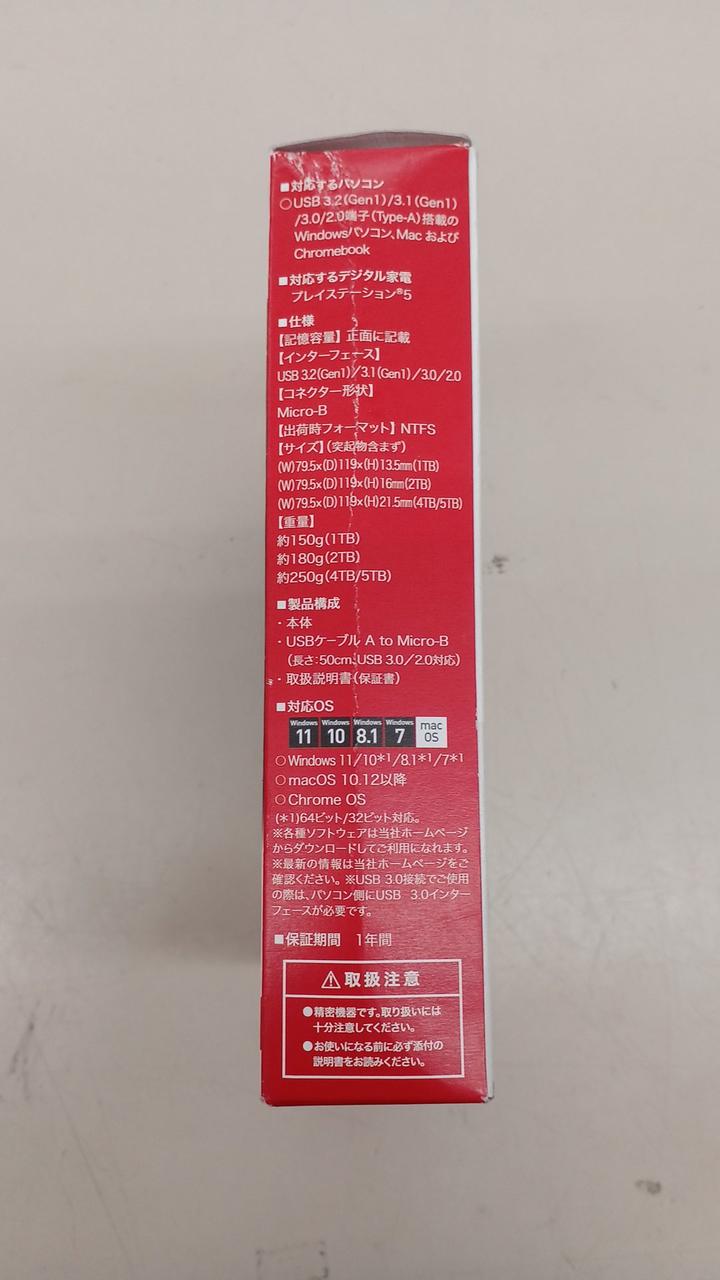 ■対応するパソコン
○USB 3.2(Gen1)/3.1(Gen1)
/3.0/2.0端子(Type-A)搭載の
Windowsパソコン、Mac および
Chromebook
■対応するデジタル家電
プレイステーション®5
■仕様
【記憶容量】正面に記載
【インターフェース】
USB 3.2(Gen1)/3.1(Gen1)/3.0/2.0
【コネクター形状】
Micro-B
【出荷時フォーマット】NTFS
【サイズ】(突起物含まず)
(W)79.5×(D)119×(H)13.5mm(1TB)
(W)79.5×(D)119×(H)16mm(2TB)
(W)79.5×(D)119×(H)21.5mm(4TB/5TB)
【重量】
約150g(1TB)
約180g(2TB)
約250g(4TB/5TB)
■製品構成
・本体
・USBケーブル A to Micro-B
(長さ:50cm、USB 3.0/2.0対応)
・取扱説明書(保証書)
■対応OS
Windows 11 Windows 10 Windows 8.1 Windows 7 mac OS
○Windows 11/10*1/8.1*1/7*1
○macOS 10.12以降
○Chrome OS
(*1)64ビット/32ビット対応。
※各種ソフトウェアは当社ホームページ
からダウンロードしてご利用になれます。
※最新の情報は当社ホームページをご
確認ください。※USB 3.0接続でご使用
の際は、パソコン側にUSB 3.0インター
フェースが必要です。
■保証期間 1年間
⚠取扱注意
●精密機器です。取り扱いには
十分注意してください。
●お使いになる前に必ず添付の
説明書をお読みください。